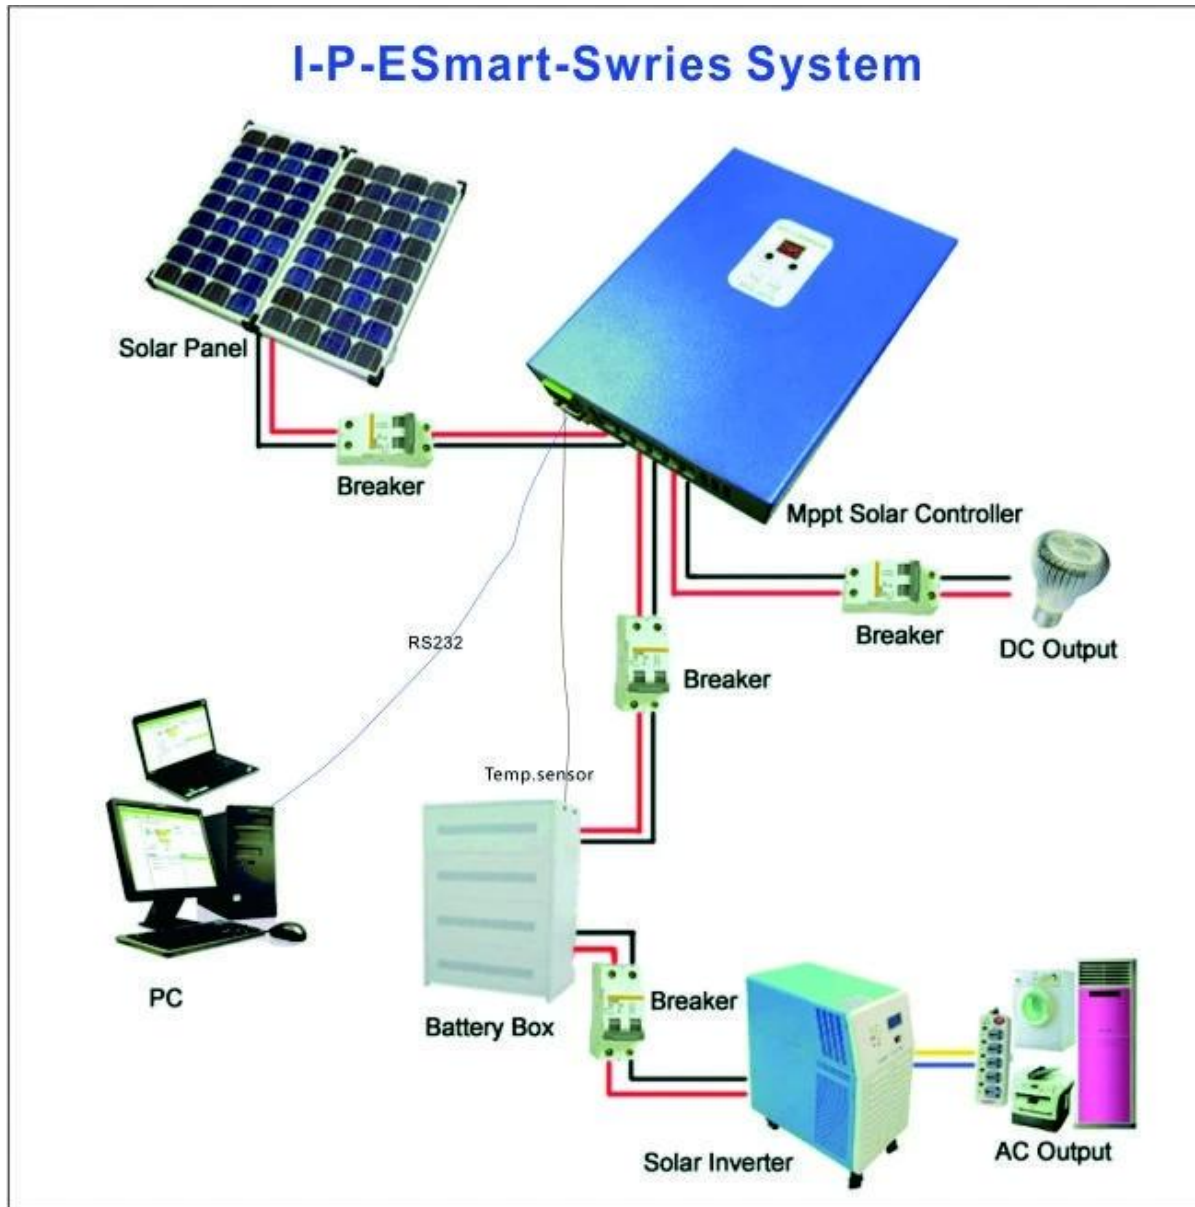 I-P-ESmart-Swries System
Solar Panel
Breaker
Mppt Solar Controller
Breaker
DC Output
RS232
Breaker
Temp.sensor
PC
Battery Box
Breaker
Solar Inverter
AC Output